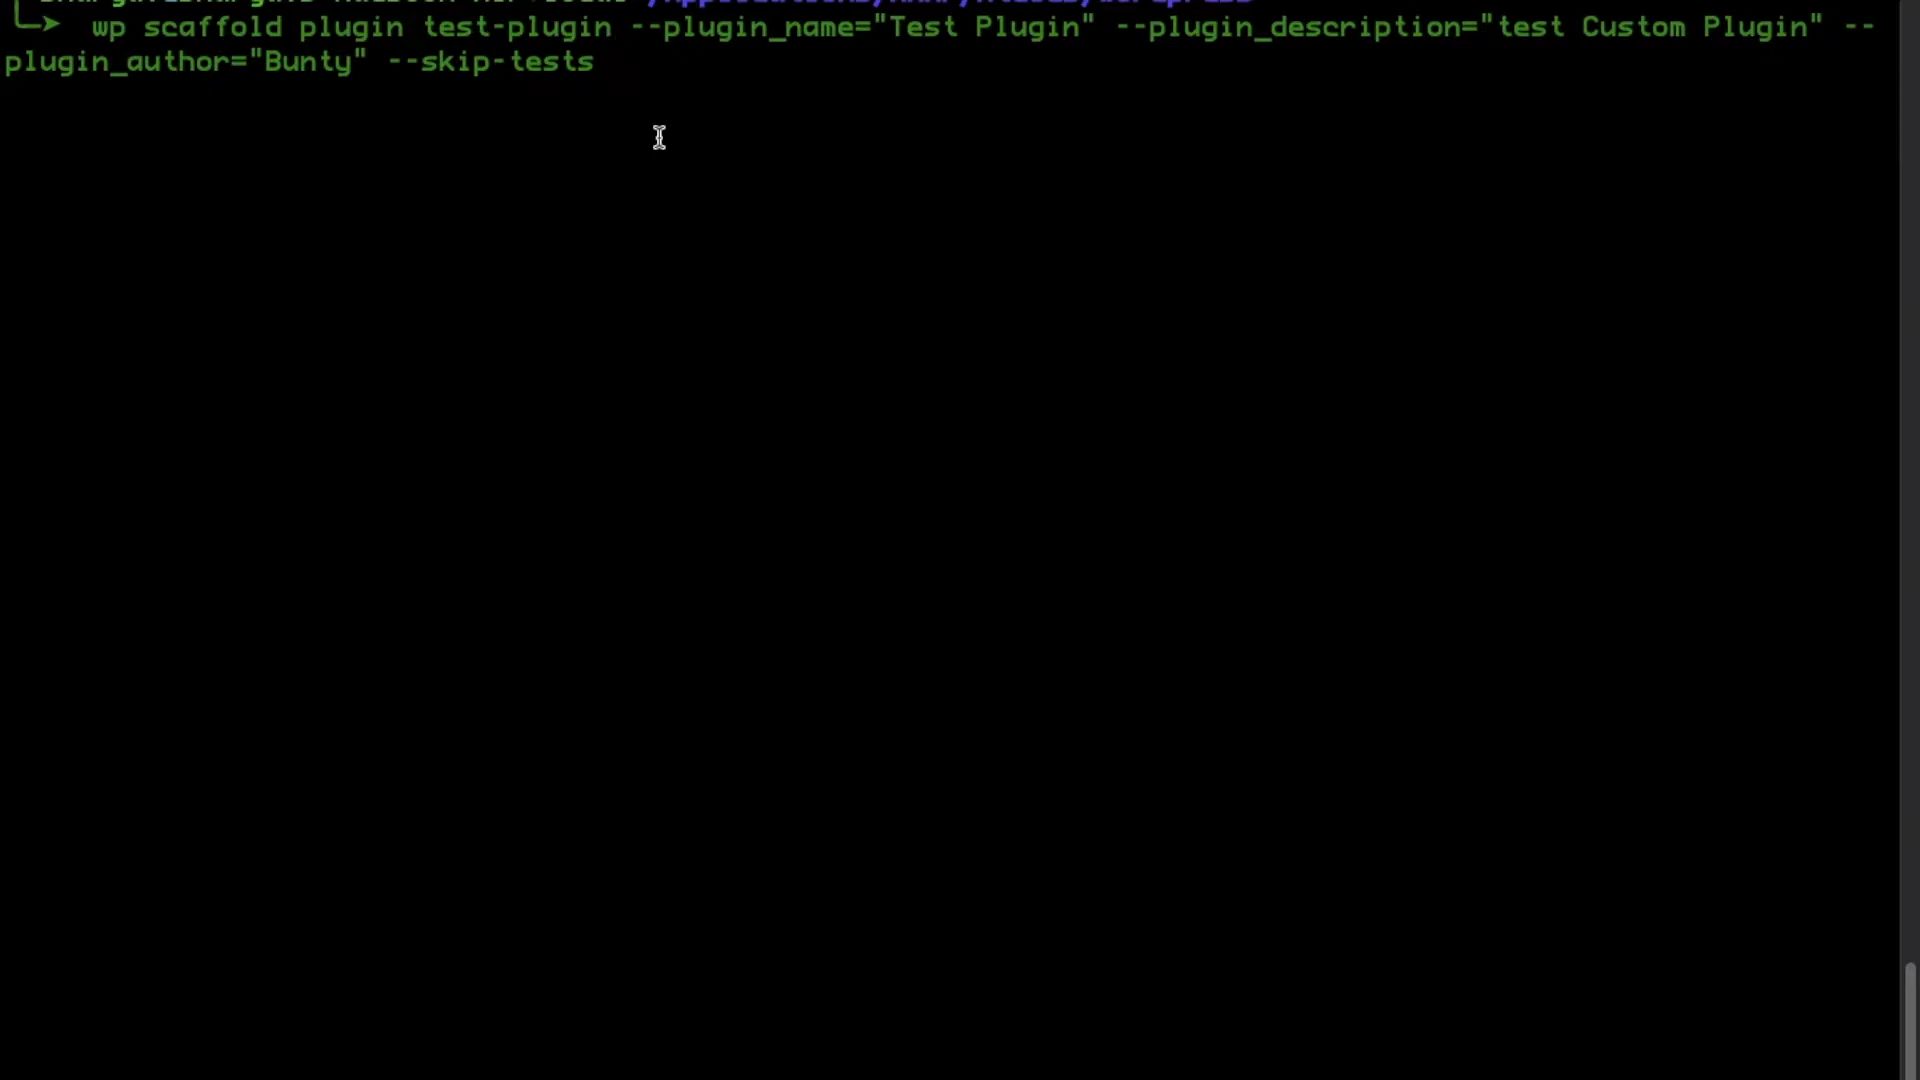 wp scaffold plugin test-plugin --plugin_name="Test Plugin" --plugin_description="test Custom Plugin" --
plugin_author="Bunty" --skip-tests